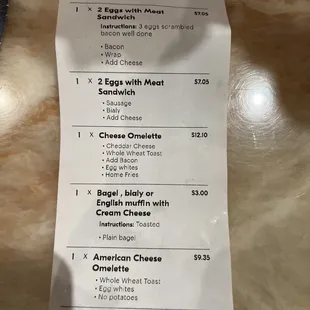 1 X 2 Eggs with Meat $7.05
Sandwich
Instructions: 3 eggs scrambled
bacon well done
• Bacon
• Wrap
• Add Cheese
1 X 2 Eggs with Meat $7.05
Sandwich
• Sausage
• Bialy
• Add Cheese
1 X Cheese Omelette $12.10
• Cheddar Cheese
• Whole Wheat Toast
• Add Bacon
• Egg whites
• Home Fries
1 X Bagel , bialy or $3.00
English muffin with
Cream Cheese
Instructions: Toasted
• Plain bagel
1 X American Cheese $9.35
Omelette
• Whole Wheat Toast
• Egg whites
• No potatoes